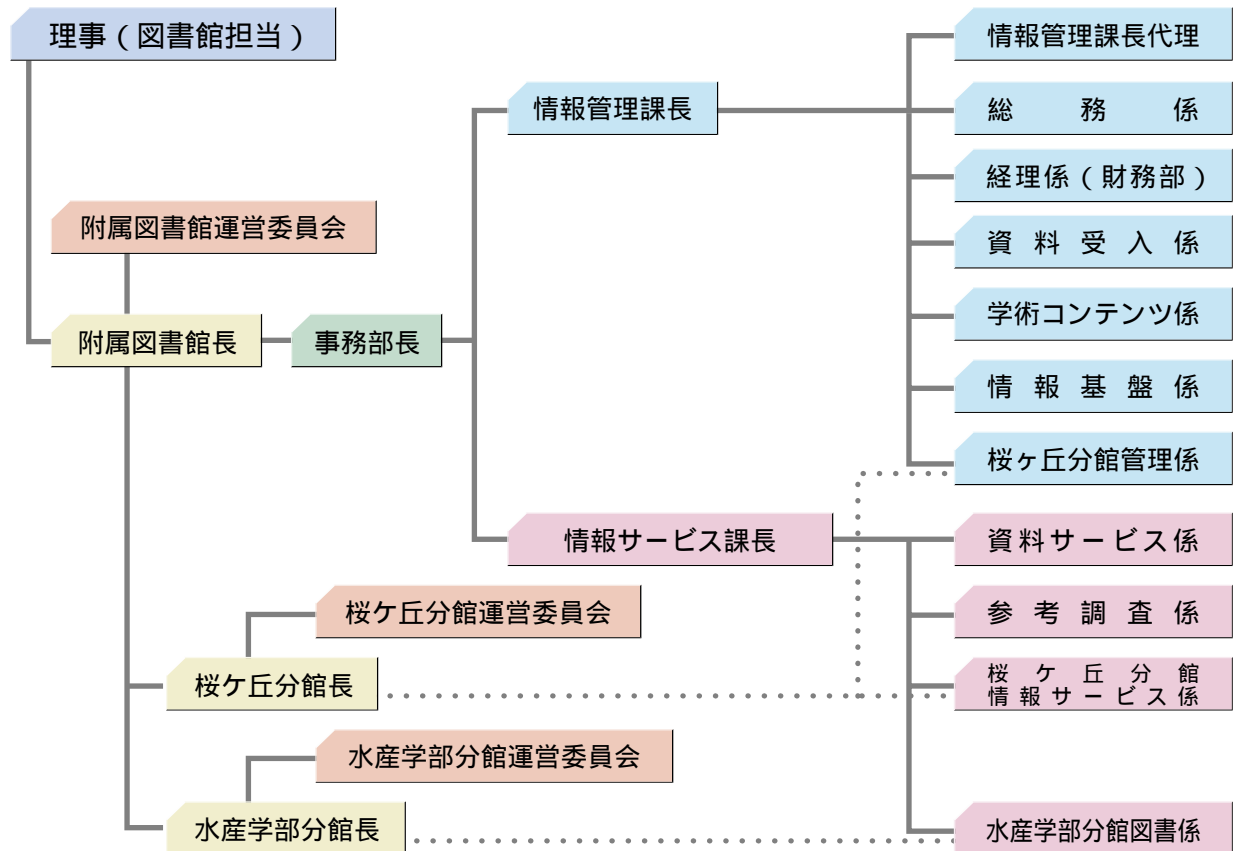 理事（図書館担当）
附属図書館運営委員会
附属図書館長
事務部長
情報管理課長
情報管理課長代理
総務係
経理係（財務部）
資料受入係
学術コンテンツ係
情報基盤係
桜ヶ丘分館管理係
情報サービス課長
資料サービス係
参考調査係
桜ケ丘分館
情報サービス係
水産学部分館図書係
桜ケ丘分館運営委員会
桜ケ丘分館長
水産学部分館運営委員会
水産学部分館長